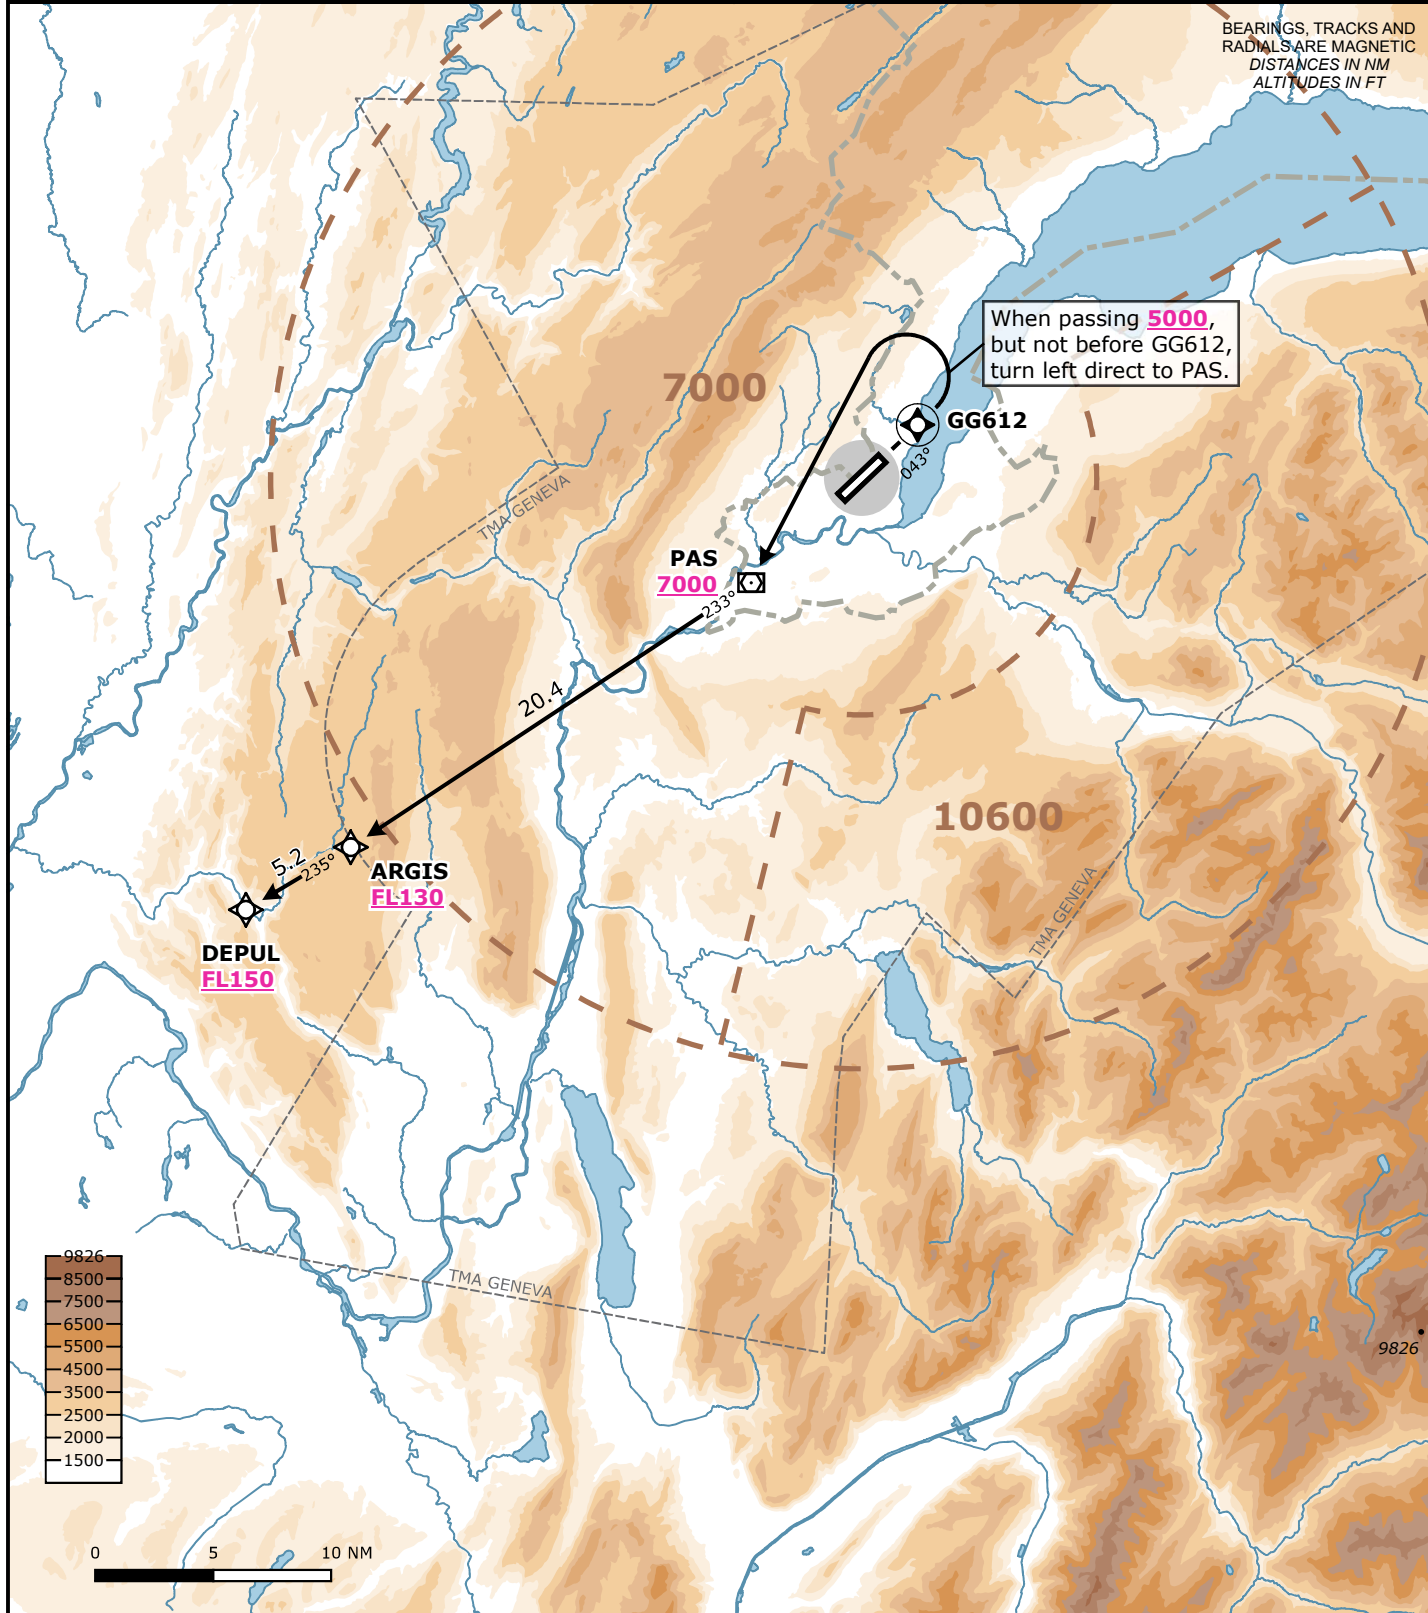 BEARINGS, TRACKS AND
RADIALS ARE MAGNETIC
DISTANCES IN NM
ALTITUDES IN FT
When passing 5000,
but not before GG612,
turn left direct to PAS.
7000
GG612
043°
TMA GENEVA
PAS
7000
233°
20.4
10600
5.2
235°
ARGIS
FL130
TMA GENEVA
DEPUL
FL150
TMA GENEVA
9826
8500
7500
6500
5500
4500
3500
2500
2000
1500
9826
0 5 10 NM